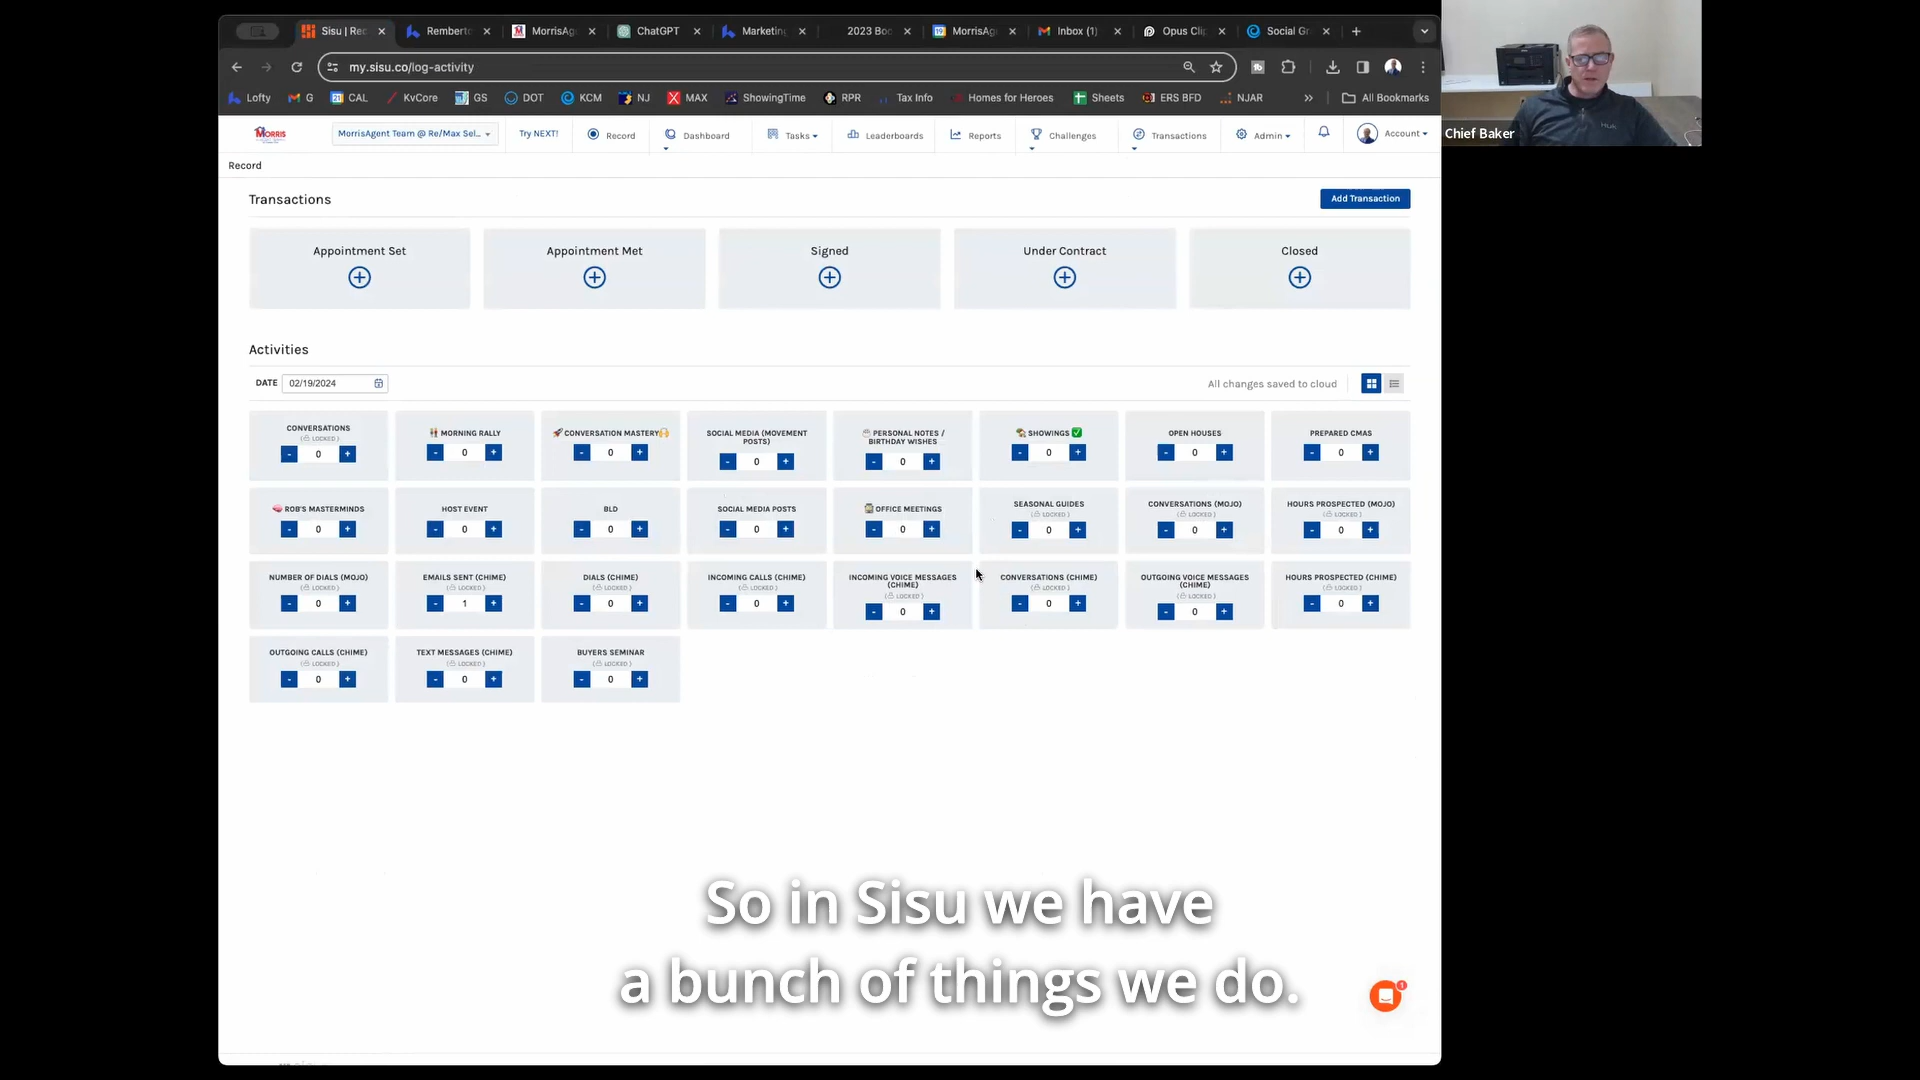 Sisu | Rec
Rembert
MorrisAg
ChatGPT
Marketing
2023 Boo
MorrisAg
Inbox (1)
Opus Clip
Social Gr
my.sisu.co/log-activity
Lofty
G
CAL
KvCore
GS
DOT
KCM
NJ
MAX
ShowingTime
RPR
Tax Info
Homes for Heroes
Sheets
ERS BFD
NJAR
All Bookmarks
Chief Baker
MORRIS
MorrisAgent Team @ Re/Max Sel...
Try NEXT!
Record
Dashboard
Tasks
Leaderboards
Reports
Challenges
Transactions
Admin
Account
Record
Transactions
Add Transaction
Appointment Set
Appointment Met
Signed
Under Contract
Closed
Activities
DATE 02/19/2024
All changes saved to cloud
CONVERSATIONS
(LOCKED)
- 0 +
MORNING RALLY
- 0 +
🚀CONVERSATION MASTERY🙌
- 0 +
SOCIAL MEDIA (MOVEMENT
POSTS)
- 0 +
PERSONAL NOTES /
BIRTHDAY WISHES
- 0 +
SHOWINGS ✅
- 0 +
OPEN HOUSES
- 0 +
PREPARED CMAS
- 0 +
🧠 ROB'S MASTERMINDS
- 0 +
HOST EVENT
- 0 +
BLD
- 0 +
SOCIAL MEDIA POSTS
- 0 +
OFFICE MEETINGS
- 0 +
SEASONAL GUIDES
(LOCKED)
- 0 +
CONVERSATIONS (MOJO)
(LOCKED)
- 0 +
HOURS PROSPECTED (MOJO)
(LOCKED)
- 0 +
NUMBER OF DIALS (MOJO)
(LOCKED)
- 0 +
EMAILS SENT (CHIME)
(LOCKED)
- 1 +
DIALS (CHIME)
(LOCKED)
- 0 +
INCOMING CALLS (CHIME)
(LOCKED)
- 0 +
INCOMING VOICE MESSAGES
(CHIME)
(LOCKED)
- 0 +
CONVERSATIONS (CHIME)
(LOCKED)
- 0 +
OUTGOING VOICE MESSAGES
(CHIME)
(LOCKED)
- 0 +
HOURS PROSPECTED (CHIME)
(LOCKED)
- 0 +
OUTGOING CALLS (CHIME)
(LOCKED)
- 0 +
TEXT MESSAGES (CHIME)
(LOCKED)
- 0 +
BUYERS SEMINAR
(LOCKED)
- 0 +
So in Sisu we have
a bunch of things we do.
1